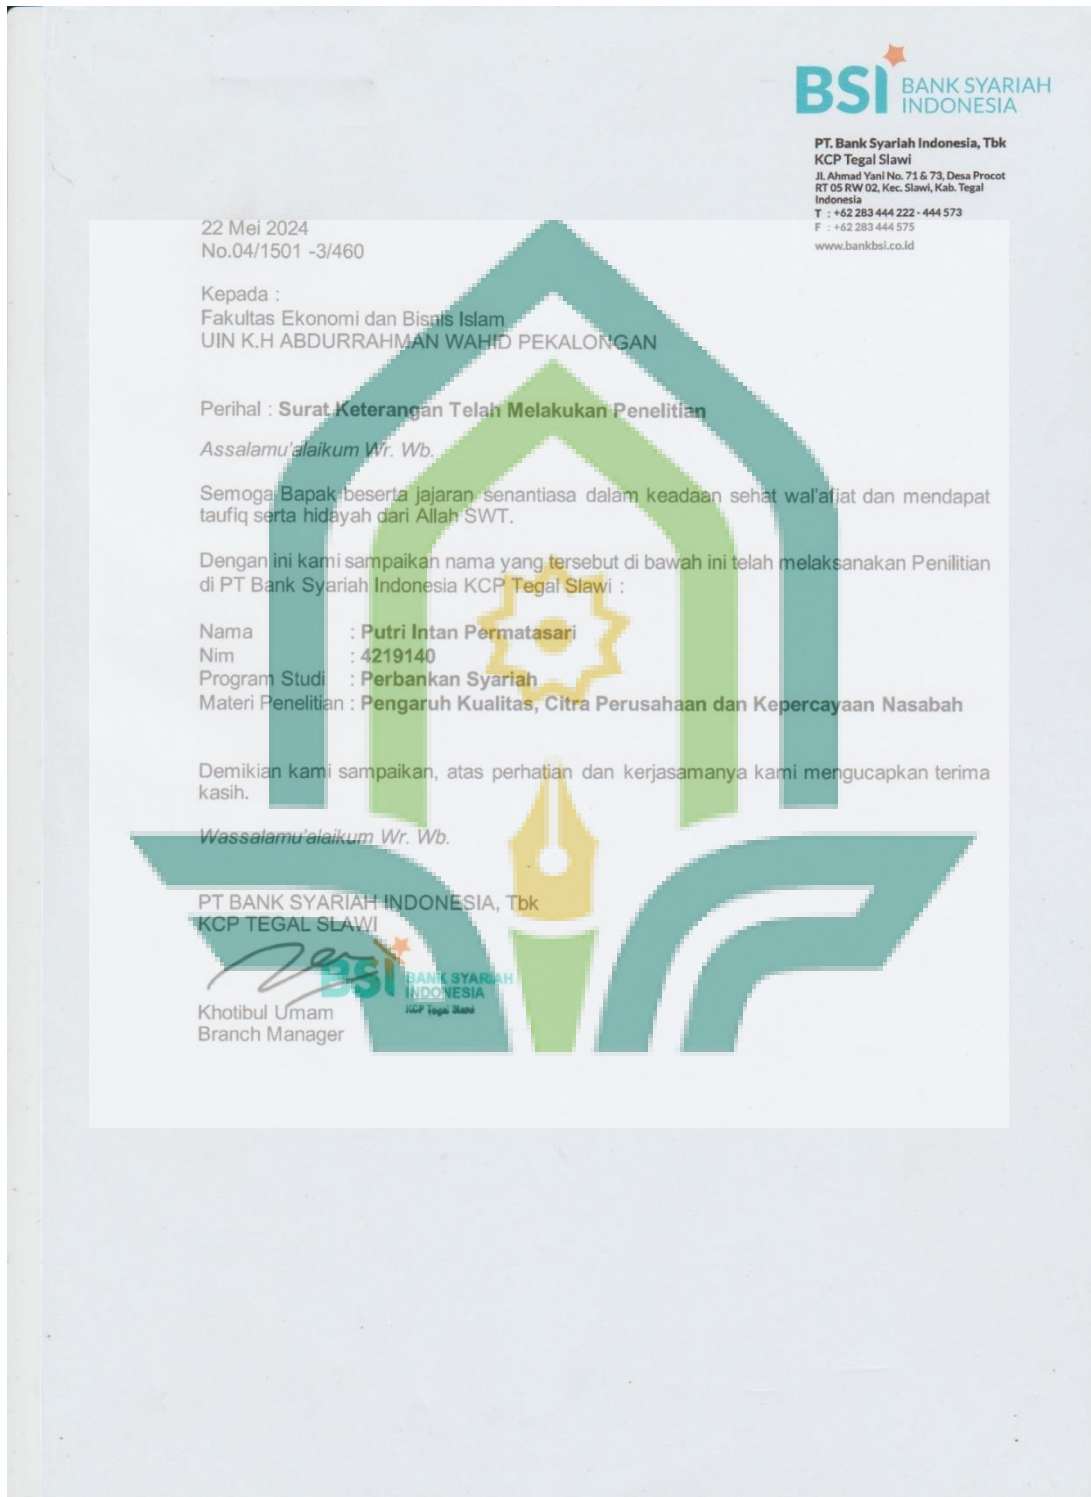 BSI BANK SYARIAH
INDONESIA
PT. Bank Syariah Indonesia, Tbk
KCP Tegal Slawi
Jl. Ahmad Yani No. 71 & 73, Desa Procot
RT 05 RW 02, Kec. Slawi, Kab. Tegal
Indonesia
T : +62 283 444 222 - 444 573
F : +62 283 444 575
www.bankbsi.co.id
22 Mei 2024
No.04/1501 -3/460
Kepada :
Fakultas Ekonomi dan Bisnis Islam
UIN K.H ABDURRAHMAN WAHID PEKALONGAN
Perihal : Surat Keterangan Telah Melakukan Penelitian
Assalamu'alaikum Wr. Wb.
Semoga Bapak beserta jajaran senantiasa dalam keadaan sehat wal'afiat dan mendapat
taufiq serta hidayah dari Allah SWT.
Dengan ini kami sampaikan nama yang tersebut di bawah ini telah melaksanakan Penilitian
di PT Bank Syariah Indonesia KCP Tegal Slawi :
Nama : Putri Intan Permatasari
Nim : 4219140
Program Studi : Perbankan Syariah
Materi Penelitian : Pengaruh Kualitas, Citra Perusahaan dan Kepercayaan Nasabah
Demikian kami sampaikan, atas perhatian dan kerjasamanya kami mengucapkan terima
kasih.
Wassalamu'alaikum Wr. Wb.
PT BANK SYARIAH INDONESIA, Tbk
KCP TEGAL SLAWI
BSI BANK SYARIAH
INDONESIA
KCP Tegal Slawi
Khotibul Umam
Branch Manager